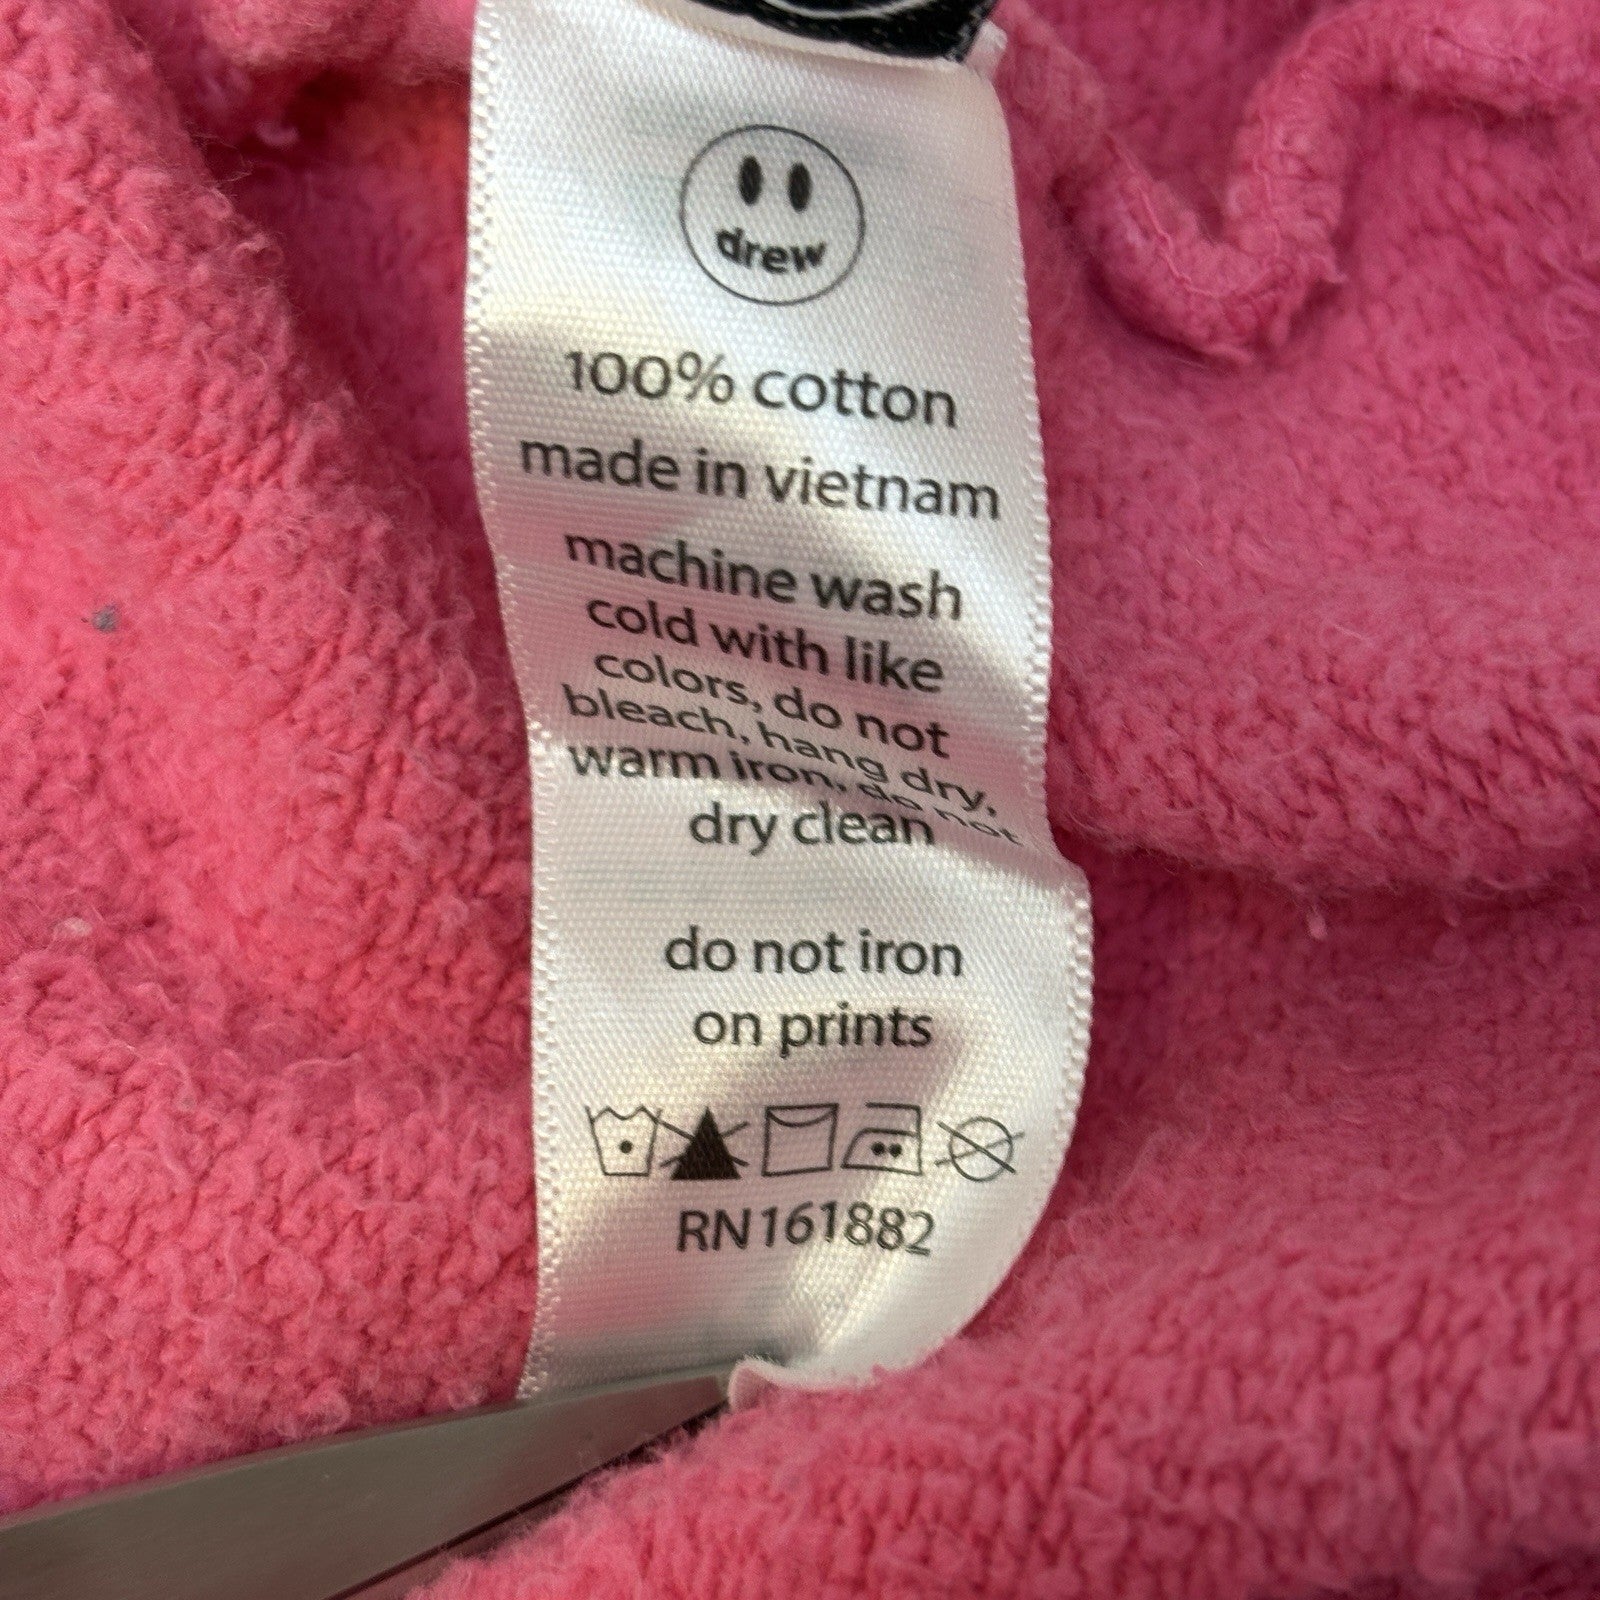 drew
100% cotton
made in vietnam
machine wash
cold with like
colors, do not
bleach, hang dry,
warm iron, do not
dry clean
do not iron
on prints
RN161882